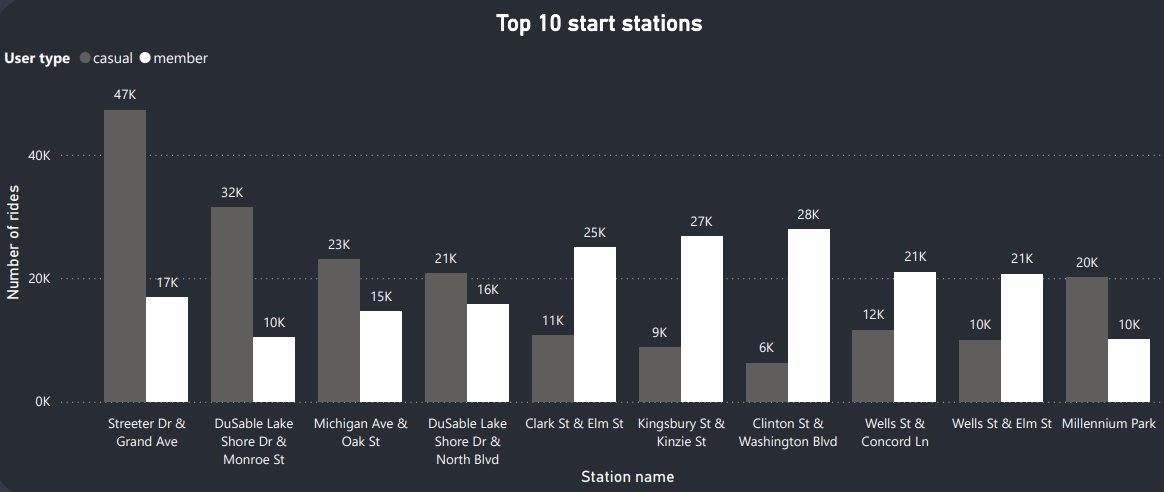 Top 10 start stations
User type casual member
47K
40K
32K
28K
27K
25K
23K
21K
21K
21K
20K
20K
17K
16K
15K
12K
11K
10K
10K
10K
9K
6K
0K
Number of rides
Streeter Dr &
Grand Ave
DuSable Lake
Shore Dr &
Monroe St
Michigan Ave &
Oak St
DuSable Lake
Shore Dr &
North Blvd
Clark St & Elm St
Kingsbury St &
Kinzie St
Clinton St &
Washington Blvd
Wells St &
Concord Ln
Wells St & Elm St
Millennium Park
Station name